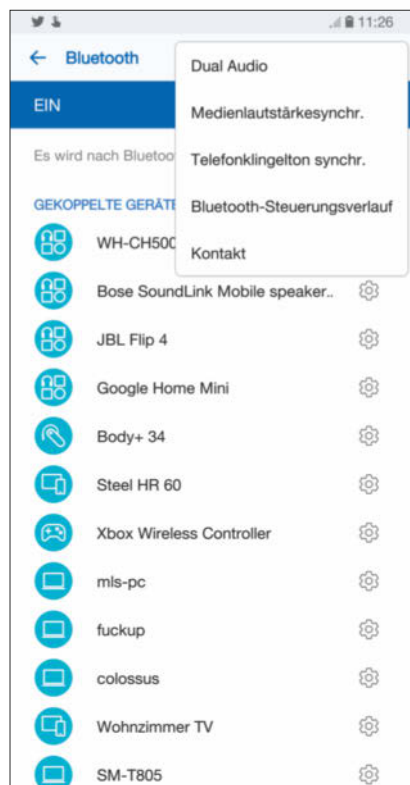 11:26
Bluetooth
Dual Audio
EIN
Medienlautstärkesynchr.
Es wird nach Bluetoo
Telefonklingelton synchr.
GEKOPPELTE GERÄTE
Bluetooth-Steuerungsverlauf
WH-CH500
Kontakt
Bose SoundLink Mobile speaker..
JBL Flip 4
Google Home Mini
Body+ 34
Steel HR 60
Xbox Wireless Controller
mls-pc
fuckup
colossus
Wohnzimmer TV
SM-T805